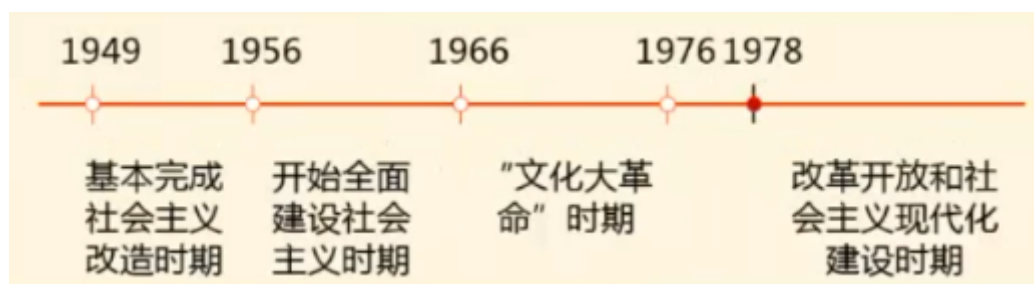 1949 1956 1966 1976 1978
基本完成 开始全面 “文化大革 改革开放和社
社会主义 建设社会 命”时期 会主义现代化
改造时期 主义时期 建设时期